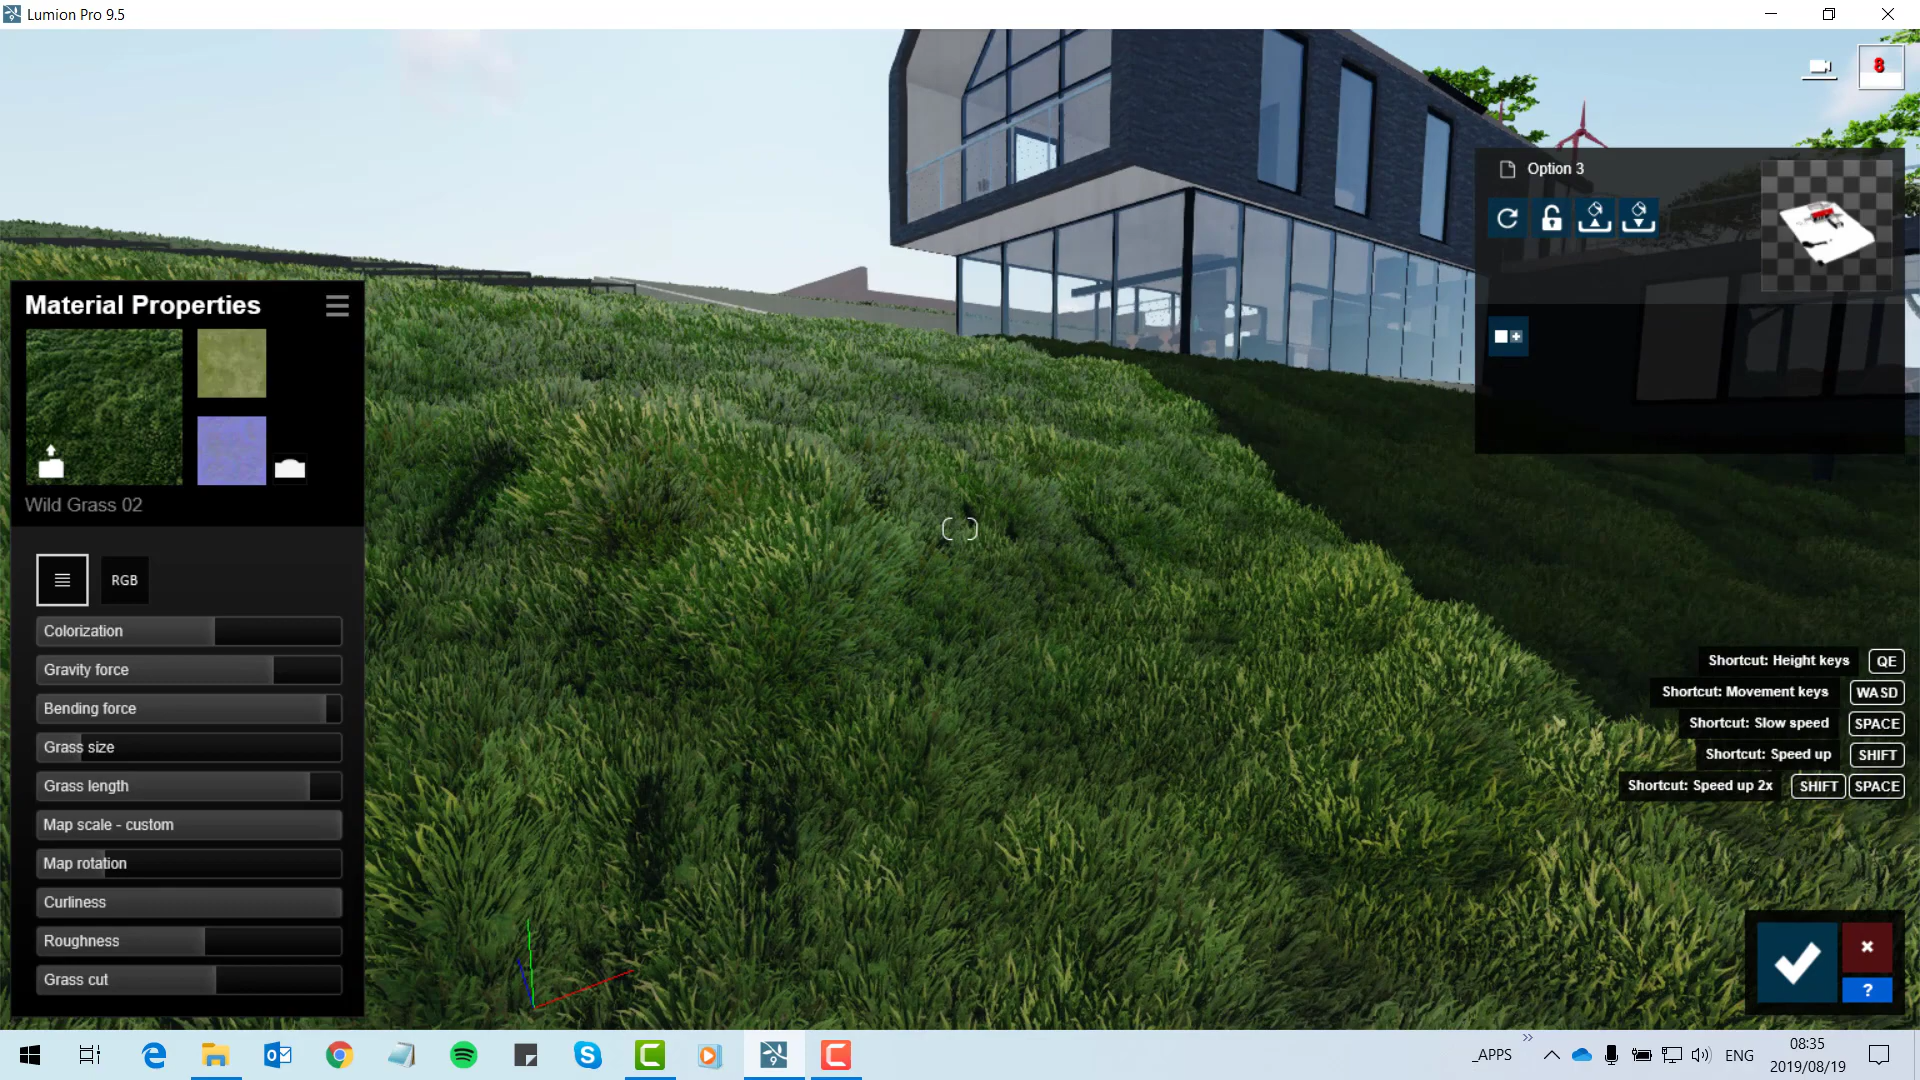 Lumion Pro 9.5
8
Option 3
Material Properties
Wild Grass 02
RGB
Colorization
Gravity force
Bending force
Grass size
Grass length
Map scale - custom
Map rotation
Curliness
Roughness
Grass cut
Shortcut: Height keys QE
Shortcut: Movement keys WASD
Shortcut: Slow speed SPACE
Shortcut: Speed up SHIFT
Shortcut: Speed up 2x SHIFT SPACE
?
_APPS
ENG
08:35
2019/08/19